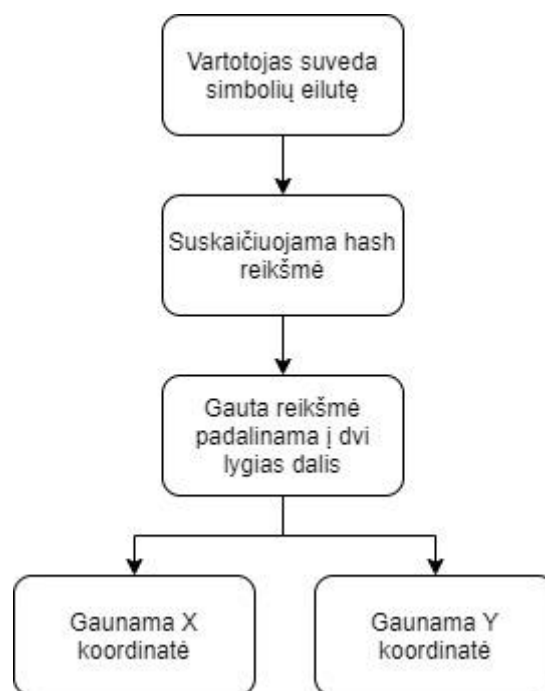 Vartotojas suveda
simbolių eilutę
Suskaičiuojama hash
reikšmė
Gauta reikšmė
padalinama į dvi
lygias dalis
Gaunama X
koordinatė
Gaunama Y
koordinatė